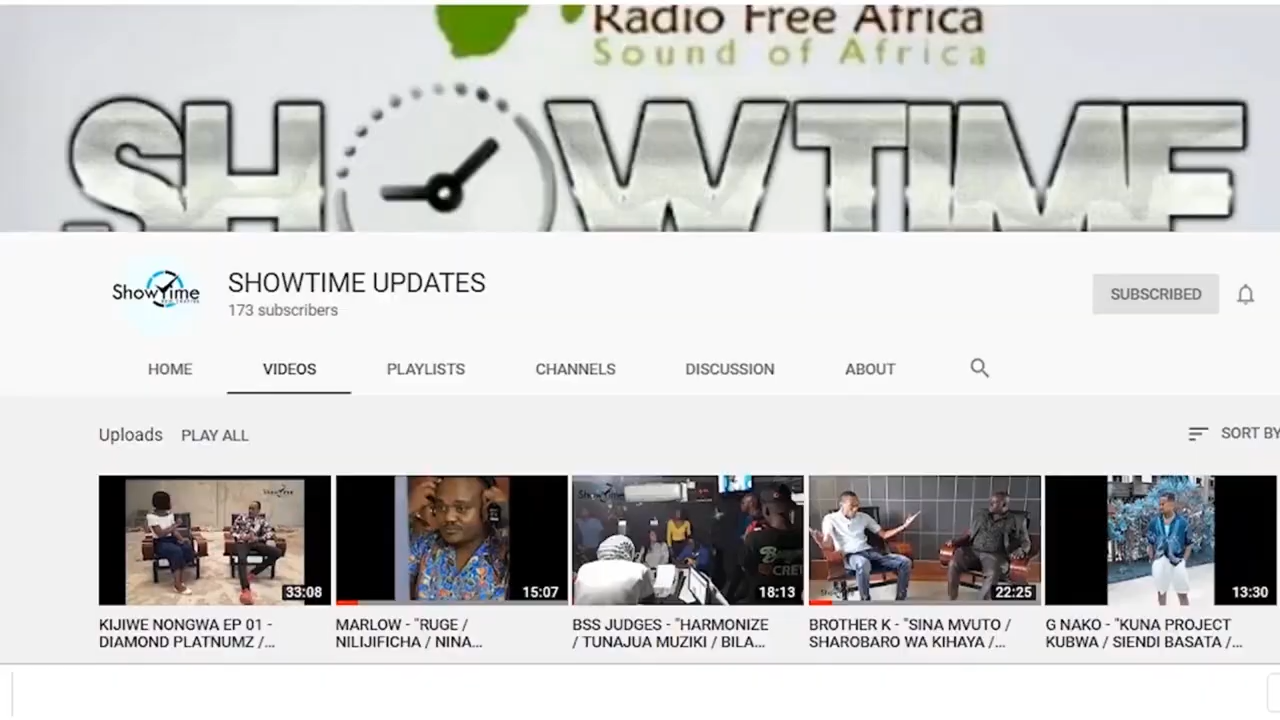 Radio Free Africa
Sound of Africa
SHOWTIME
ShowTime
SHOWTIME UPDATES
173 subscribers
SUBSCRIBED
HOME VIDEOS PLAYLISTS CHANNELS DISCUSSION ABOUT
Uploads PLAY ALL
SORT BY
ShowTime
33:08
15:07
ShowTime
18:13
22:25
13:30
KIJIWE NONGWA EP 01 -
DIAMOND PLATNUMZ /...
MARLOW - "RUGE /
NILIJIFICHA / NINA...
BSS JUDGES - "HARMONIZE
/ TUNAJUA MUZIKI / BILA...
BROTHER K - "SINA MVUTO /
SHAROBARO WA KIHAYA /...
G NAKO - "KUNA PROJECT
KUBWA / SIENDI BASATA /...